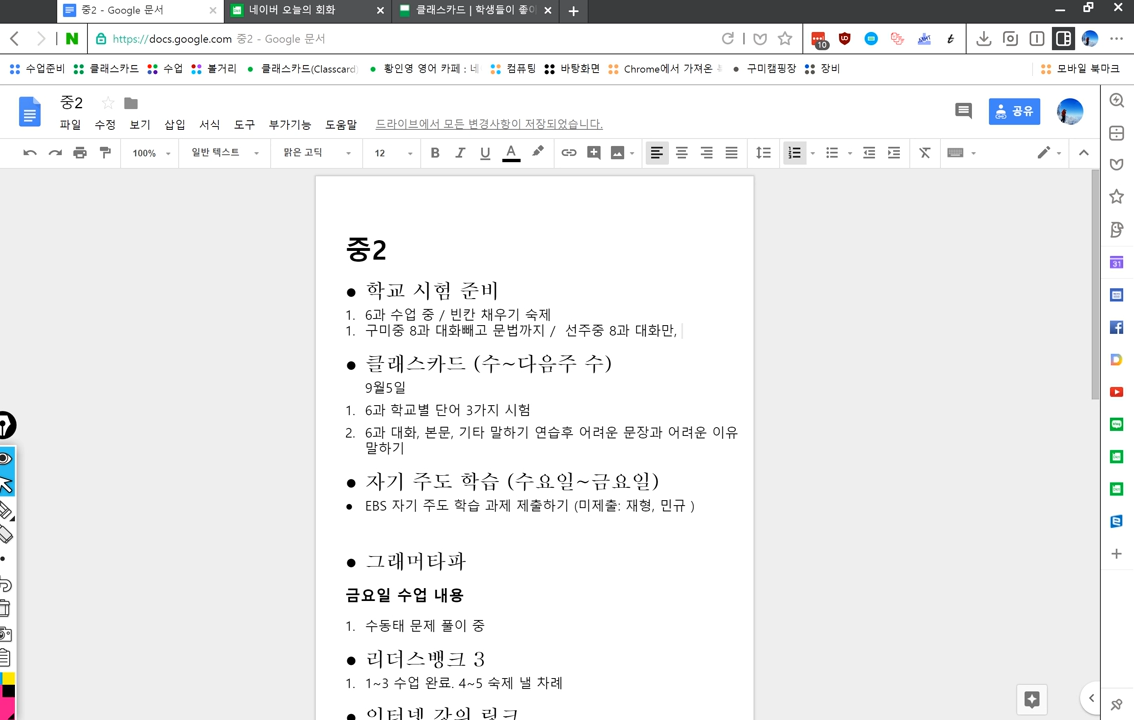 중2 - Google 문서
네이버 오늘의 회화
클래스카드 | 학생들이 좋아
https://docs.google.com 중2 - Google 문서
10
수업준비 클래스카드 수업 볼거리 클래스카드(Classcard 황인영 영어 카페 : 네 컴퓨팅 바탕화면 Chrome에서 가져온 구미캠핑장 장비 모바일 북마크
중2
공유
파일 수정 보기 삽입 서식 도구 부가기능 도움말 드라이브에서 모든 변경사항이 저장되었습니다.
100% 일반 텍스트 맑은 고딕 12 B I U A
중2
● 학교 시험 준비
1. 6과 수업 중 / 빈칸 채우기 숙제
1. 구미중 8과 대화빼고 문법까지 / 선주중 8과 대화만,
● 클래스카드 (수~다음주 수)
9월5일
1. 6과 학교별 단어 3가지 시험
2. 6과 대화, 본문, 기타 말하기 연습후 어려운 문장과 어려운 이유
말하기
● 자기 주도 학습 (수요일~금요일)
● EBS 자기 주도 학습 과제 제출하기 (미제출: 재형, 민규 )
● 그래머타파
금요일 수업 내용
1. 수동태 문제 풀이 중
● 리더스뱅크 3
1. 1~3 수업 완료. 4~5 숙제 낼 차례
● 인터넷 강의 링크
31